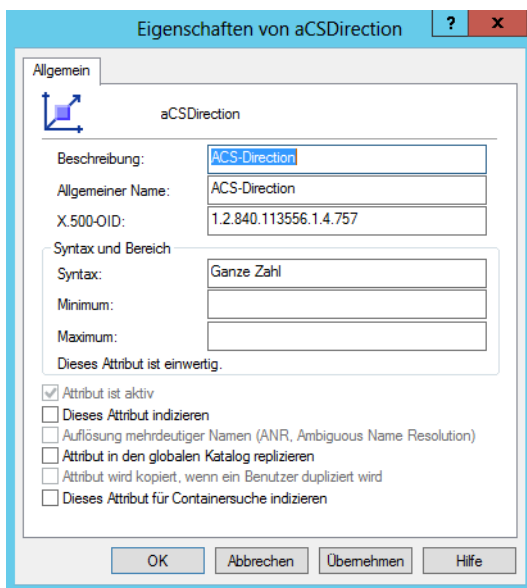 Eigenschaften von aCSDirection
? x
Allgemein
aCSDirection
Beschreibung: ACS-Direction
Allgemeiner Name: ACS-Direction
X.500-OID: 1.2.840.113556.1.4.757
Syntax und Bereich
Syntax: Ganze Zahl
Minimum:
Maximum:
Dieses Attribut ist einwertig.
Attribut ist aktiv
Dieses Attribut indizieren
Auflösung mehrdeutiger Namen (ANR, Ambiguous Name Resolution)
Attribut in den globalen Katalog replizieren
Attribut wird kopiert, wenn ein Benutzer dupliziert wird
Dieses Attribut für Containersuche indizieren
OK Abbrechen Übernehmen Hilfe